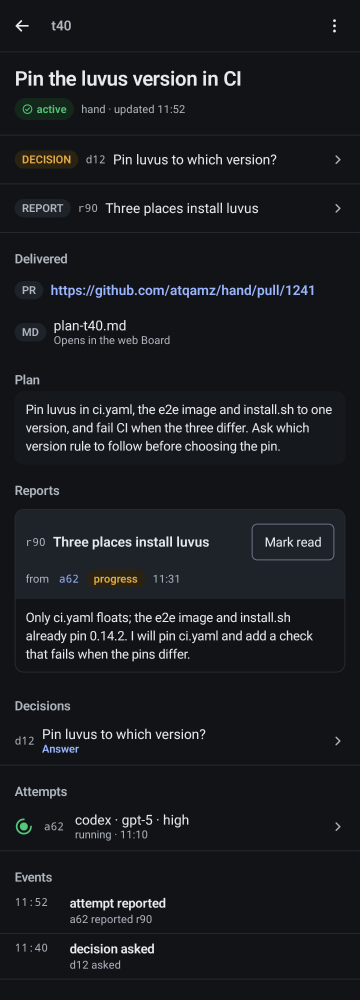 t40
Pin the luvus version in CI
active hand · updated 11:52
DECISION d12 Pin luvus to which version?
REPORT r90 Three places install luvus
Delivered
PR https://github.com/atqamz/hand/pull/1241
MD plan-t40.md
Opens in the web Board
Plan
Pin luvus in ci.yaml, the e2e image and install.sh to one
version, and fail CI when the three differ. Ask which
version rule to follow before choosing the pin.
Reports
r90 Three places install luvus Mark read
from a62 progress 11:31
Only ci.yaml floats; the e2e image and install.sh
already pin 0.14.2. I will pin ci.yaml and add a check
that fails when the pins differ.
Decisions
d12 Pin luvus to which version?
Answer
Attempts
a62 codex · gpt-5 · high
running · 11:10
Events
11:52 attempt reported
a62 reported r90
11:40 decision asked
d12 asked